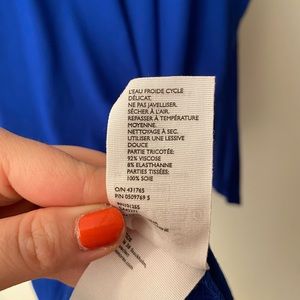 L'EAU FROIDE CYCLE
DÉLICAT.
NE PAS JAVELLISER.
SÉCHER À L'AIR.
REPASSER À TEMPÉRATURE
MOYENNE.
NETTOYAGE À SEC.
UTILISER UNE LESSIVE
DOUCE
PARTIE TRICOTÉE:
92% VISCOSE
8% ELASTHANNE
PARTIES TISSÉES:
100% SOIE
O/N 431765
P/N 0509769 5